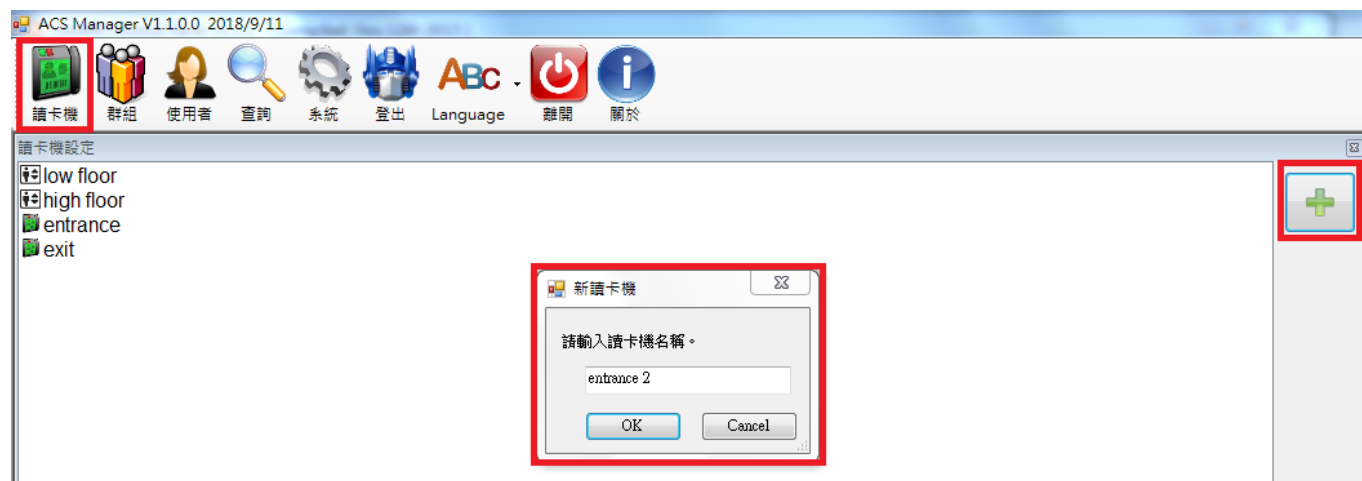 ACS Manager V1.1.0.0 2018/9/11
讀卡機 群組 使用者 查詢 系統 登出 Language 離開 關於
讀卡機設定
low floor
high floor
entrance
exit
新讀卡機
請輸入讀卡機名稱。
entrance 2
OK Cancel